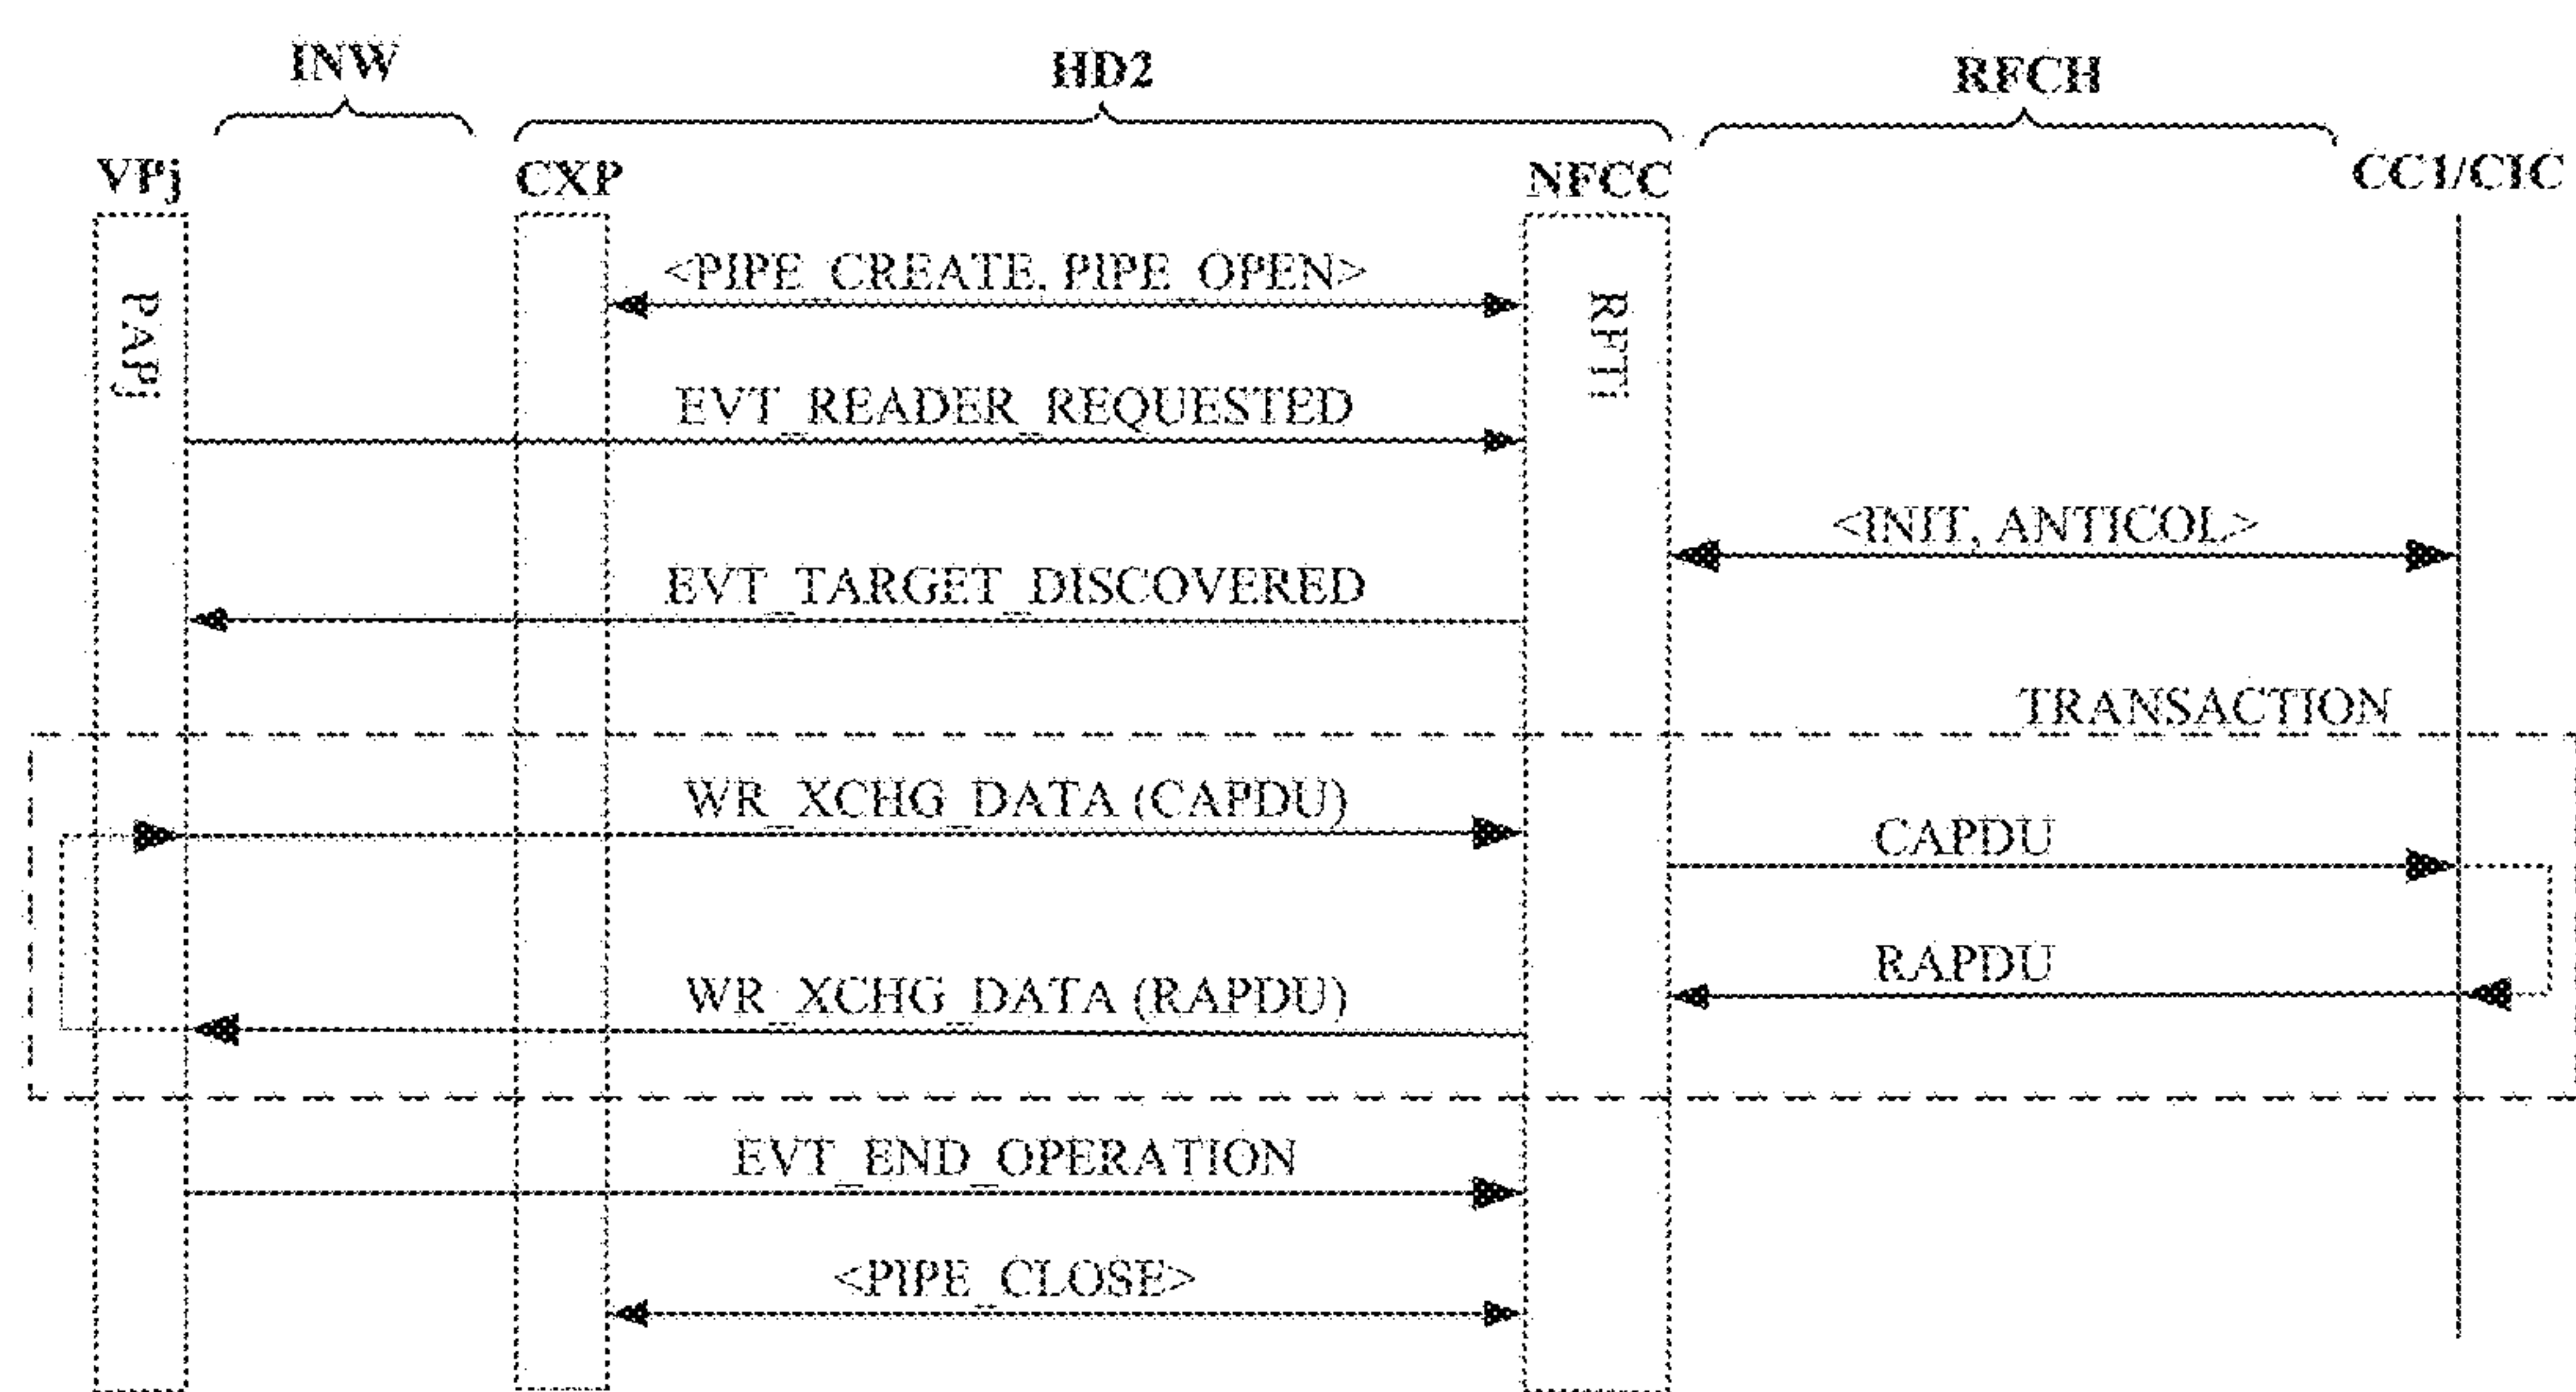 INW
HD2
RFCH
VPj
CXP
NFCC
CC1/CIC
PAPj
RFTi
<PIPE_CREATE, PIPE_OPEN>
EVT_READER_REQUESTED
<INIT, ANTICOL>
EVT_TARGET_DISCOVERED
TRANSACTION
WR_XCHG_DATA (CAPDU)
CAPDU
RAPDU
WR_XCHG_DATA (RAPDU)
EVT_END_OPERATION
<PIPE_CLOSE>